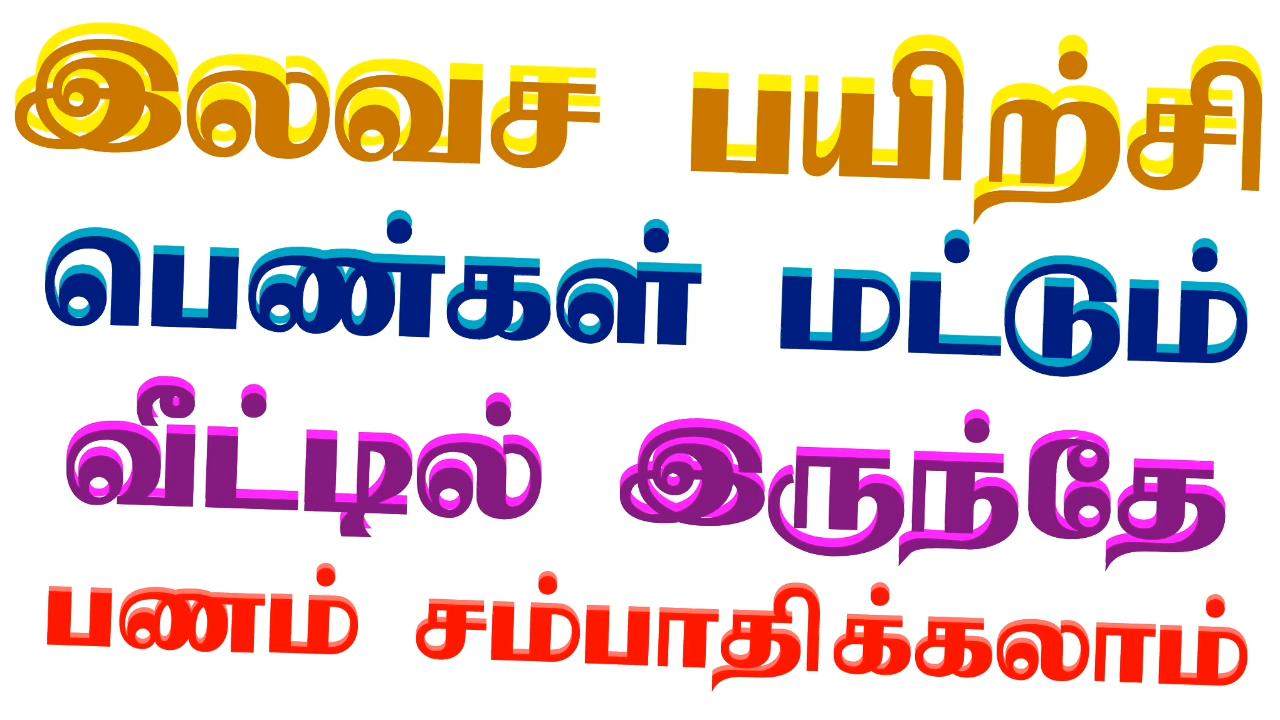 இலவச பயிற்சி
பெண்கள் மட்டும்
வீட்டில் இருந்தே
பணம் சம்பாதிக்கலாம்